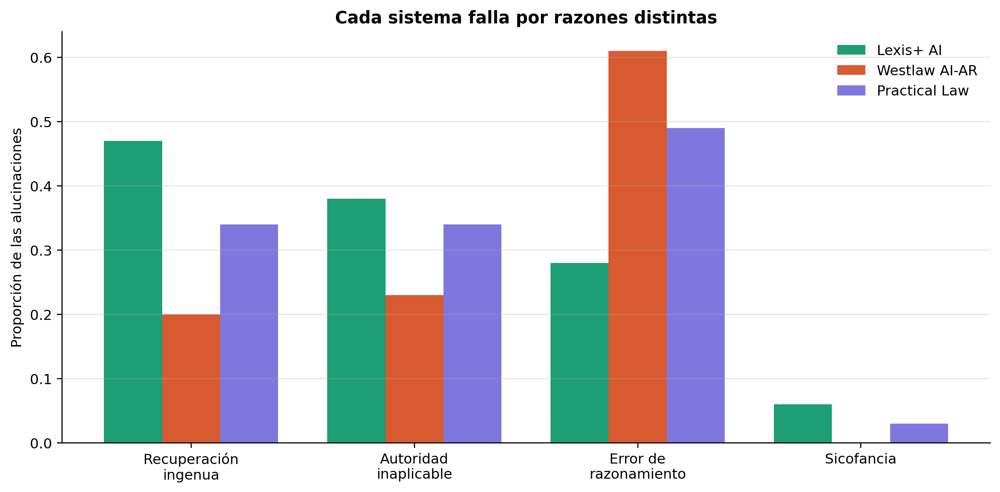 Cada sistema falla por razones distintas
Lexis+ AI
Westlaw AI-AR
Practical Law
Proporción de las alucinaciones
0.6
0.5
0.4
0.3
0.2
0.1
0.0
Recuperación
ingenua
Autoridad
inaplicable
Error de
razonamiento
Sicofancia